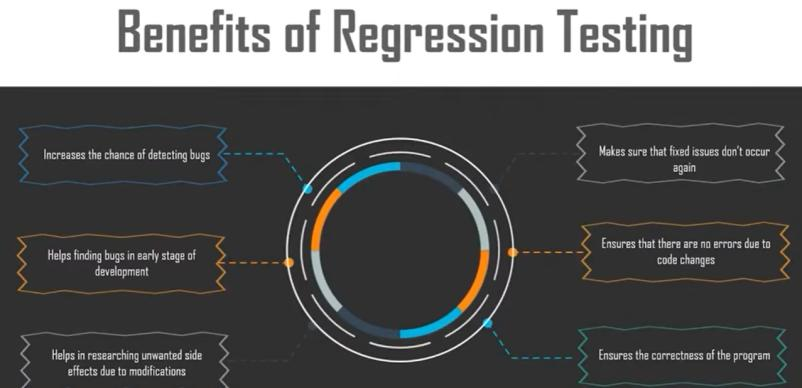 Benefits of Regression Testing
Increases the chance of detecting bugs
Helps finding bugs in early stage of
development
Helps in researching unwanted side
effects due to modifications
Makes sure that fixed issues don't occur
again
Ensures that there are no errors due to
code changes
Ensures the correctness of the program